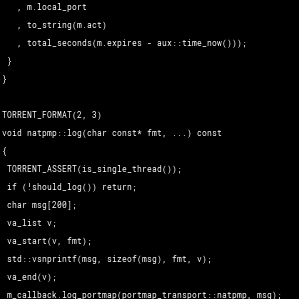 , m.local_port
, to_string(m.act)
, total_seconds(m.expires - aux::time_now()));
}
}
TORRENT_FORMAT(2, 3)
void natpmp::log(char const* fmt, ...) const
{
TORRENT_ASSERT(is_single_thread());
if (!should_log()) return;
char msg[200];
va_list v;
va_start(v, fmt);
std::vsnprintf(msg, sizeof(msg), fmt, v);
va_end(v);
m_callback.log_portmap(portmap_transport::natpmp, msg);